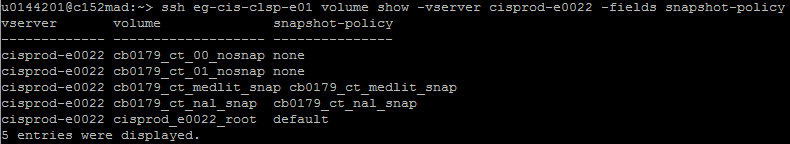 u0144201@c152mad:~> ssh eg-cis-clsp-e01 volume show -vserver cisprod-e0022 -fields snapshot-policy
vserver       volume              snapshot-policy
------------- ------------------- ---------------
cisprod-e0022 cb0179_ct_00_nosnap none
cisprod-e0022 cb0179_ct_01_nosnap none
cisprod-e0022 cb0179_ct_medlit_snap cb0179_ct_medlit_snap
cisprod-e0022 cb0179_ct_nal_snap  cb0179_ct_nal_snap
cisprod-e0022 cisprod_e0022_root  default
5 entries were displayed.